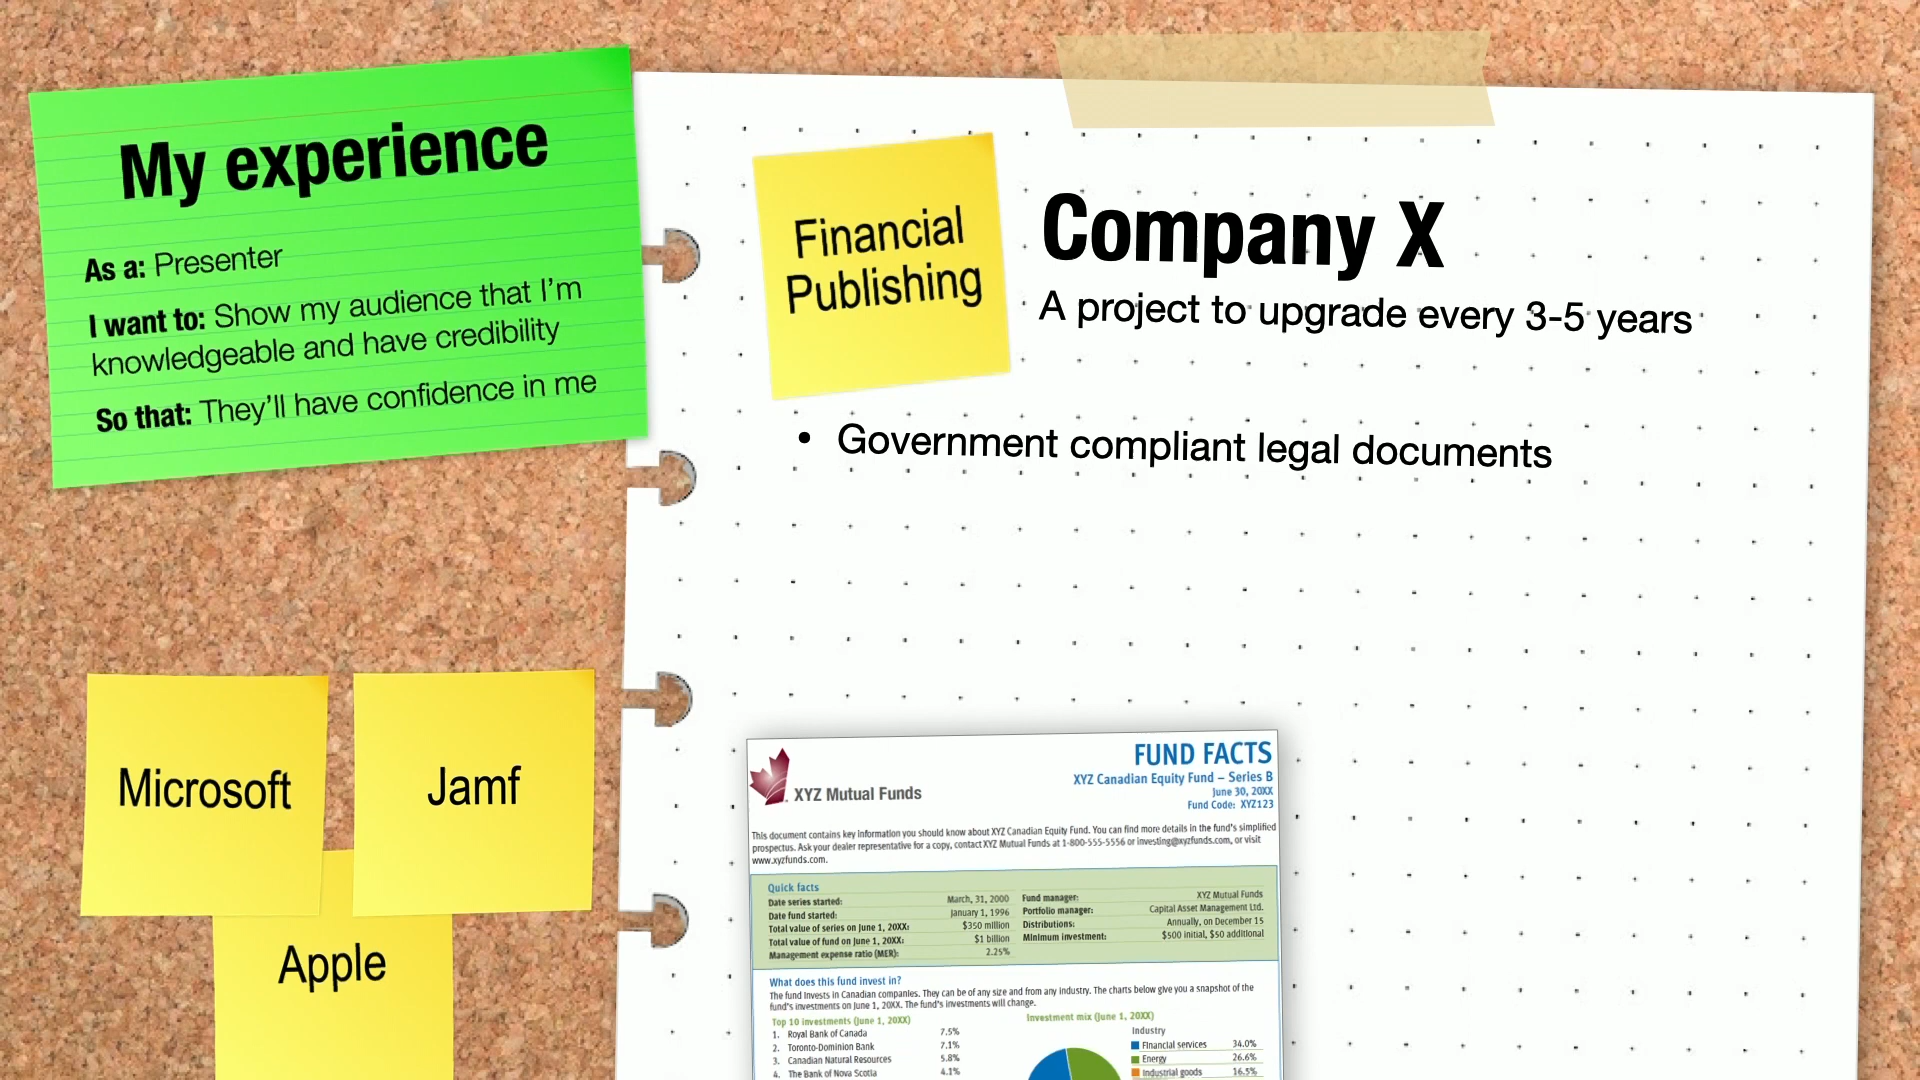 My experience
As a: Presenter
I want to: Show my audience that I'm
knowledgeable and have credibility
So that: They'll have confidence in me
Financial
Publishing
Company X
A project to upgrade every 3-5 years
• Government compliant legal documents
Microsoft
Jamf
Apple
XYZ Mutual Funds
FUND FACTS
XYZ Canadian Equity Fund – Series B
June 30, 20XX
Fund Code: XYZ123
This document contains key information you should know about XYZ Canadian Equity Fund. You can find more details in the fund's simplified
prospectus. Ask your dealer representative for a copy, contact XYZ Mutual Funds at 1-800-555-5556 or investing@xyzfunds.com, or visit
www.xyzfunds.com.
Quick facts
Date series started: March, 31, 2000
Date fund started: January 1, 1996
Total value of series on June 1, 20XX: $350 million
Total value of fund on June 1, 20XX: $1 billion
Management expense ratio (MER): 2.25%
Fund manager: XYZ Mutual Funds
Portfolio manager: Capital Asset Management Ltd.
Distributions: Annually, on December 15
Minimum investment: $500 initial, $50 additional
What does this fund invest in?
The fund invests in Canadian companies. They can be of any size and from any industry. The charts below give you a snapshot of the
fund's investments on June 1, 20XX. The fund's investments will change.
Top 10 investments (June 1, 20XX)
1. Royal Bank of Canada 7.5%
2. Toronto-Dominion Bank 7.1%
3. Canadian Natural Resources 5.8%
4. The Bank of Nova Scotia 4.1%
Investment mix (June 1, 20XX)
Industry
Financial services 34.0%
Energy 26.6%
Industrial goods 16.5%